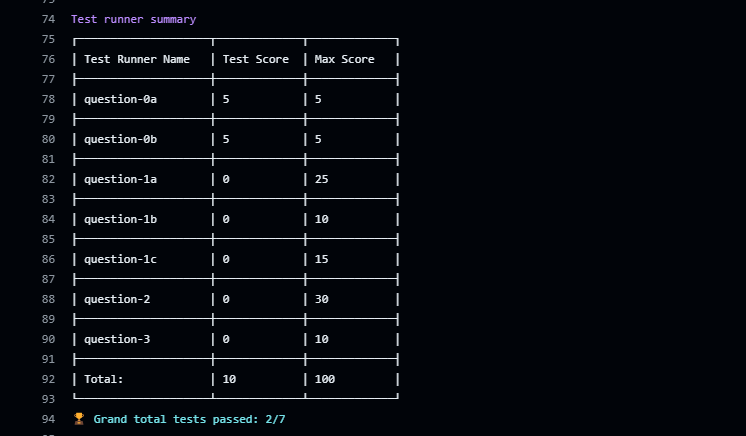 74 Test runner summary
75
76 Test Runner Name Test Score Max Score
77
78 question-0a 5 5
79
80 question-0b 5 5
81
82 question-1a 0 25
83
84 question-1b 0 10
85
86 question-1c 0 15
87
88 question-2 0 30
89
90 question-3 0 10
91
92 Total: 10 100
93
94 🏆 Grand total tests passed: 2/7